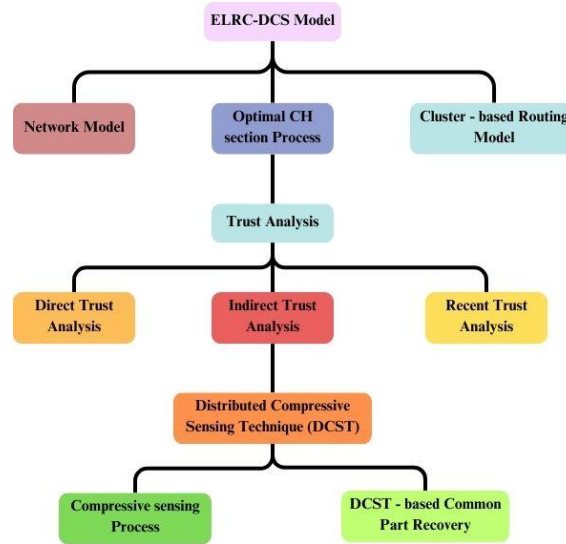 ELRC-DCS Model
Network Model
Optimal CH
section Process
Cluster - based Routing
Model
Trust Analysis
Direct Trust
Analysis
Indirect Trust
Analysis
Recent Trust
Analysis
Distributed Compressive
Sensing Technique (DCST)
Compressive sensing
Process
DCST - based Common
Part Recovery